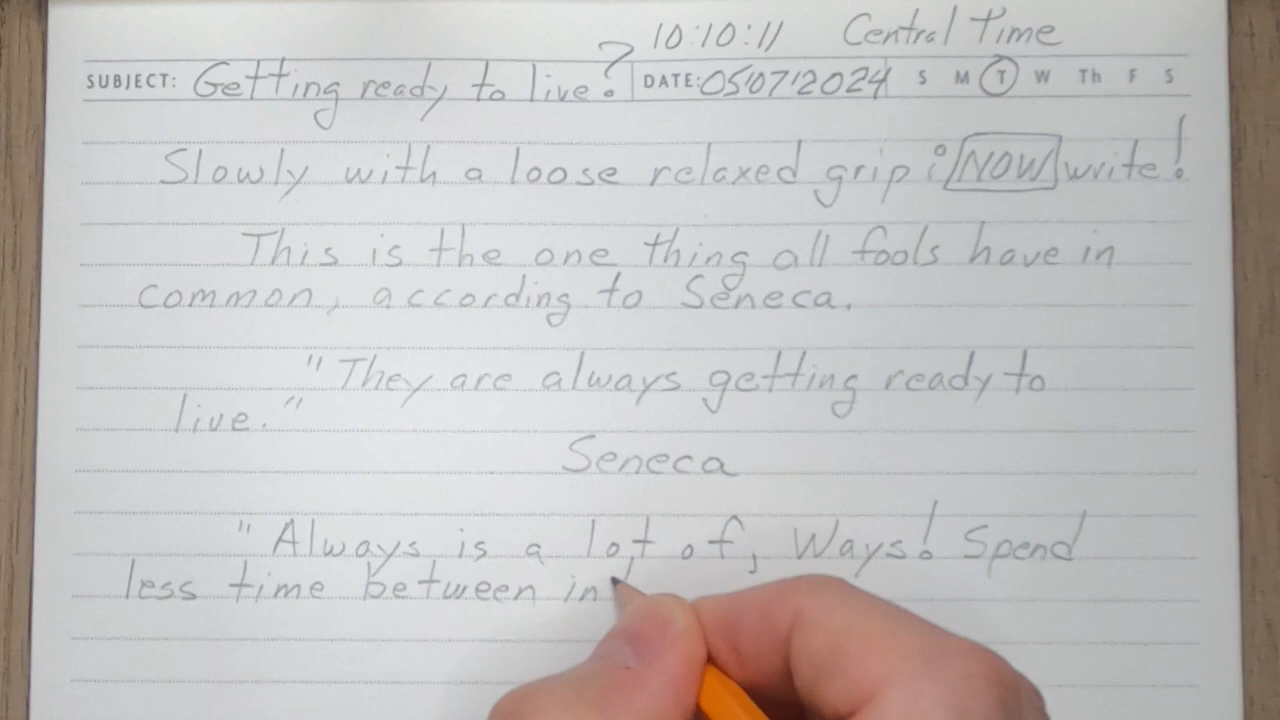 10:10:11 Central Time
SUBJECT: Getting ready to live? DATE: 05/07/2024 S M T W Th F S
Slowly with a loose relaxed grip: NOW write!
This is the one thing all fools have in
common, according to Seneca.
"They are always getting ready to
live."
Seneca
"Always is a lot of, Ways! Spend
less time between in